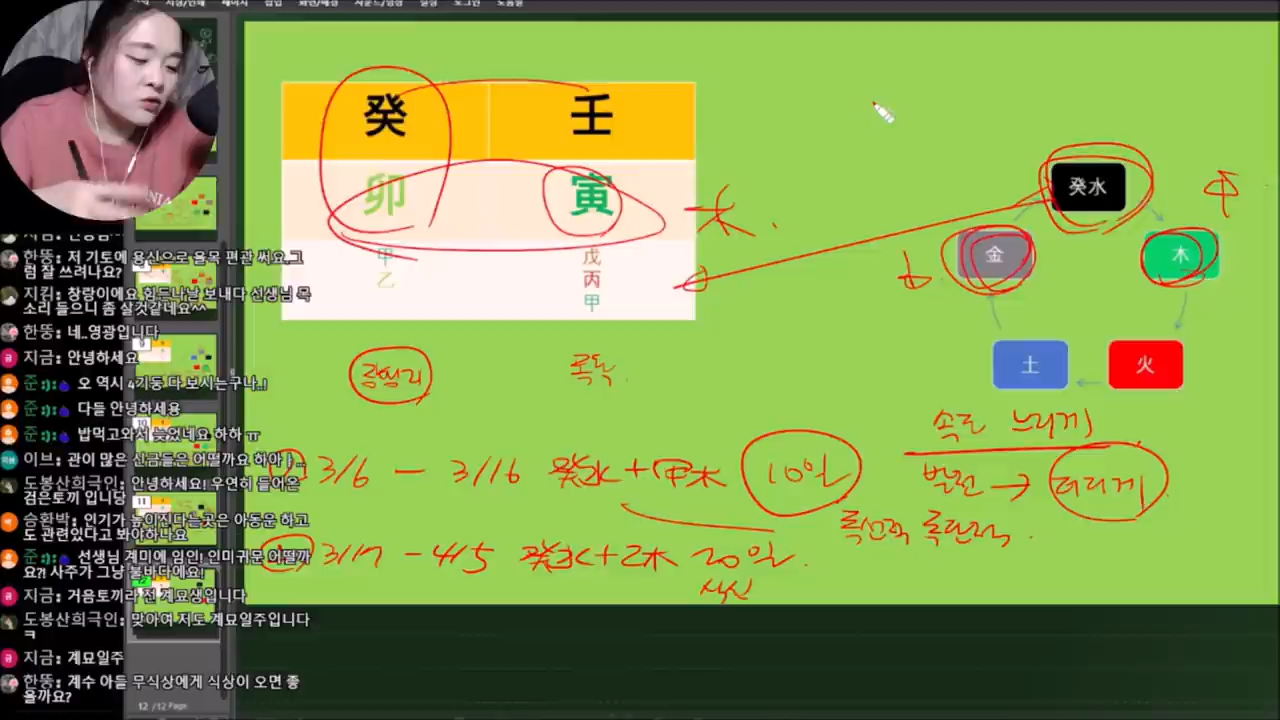 癸 壬
卯 寅
甲 戊
乙 丙
甲
癸水
金 木
土 火
木
속도 느리게
3/6 - 3/16 癸水+甲木 10일
3/17 - 4/5 癸水+乙木 20일
식신
한뚱: 저 기토에 용신으로 을목 편관 써요.그
럼 잘 쓰려나요?
지킴: 창랑이에요 힘든나날 보내다 선생님 목
소리 들으니 좀 살것같네요^^
한뚱: 네..영광입니다
지금: 안녕하세요
준:): 오 역시 4기둥 다 보시는구나..!
준:): 다들 안녕하세용
준:): 밥먹고와서 늦었네요 하하 ㅠ
이브: 관이 많은 신금들은 어떨까요 하아
도봉산희극인: 안녕하세요! 우연히 들어온
검은토끼 입니당
승환박: 인기가 높이진다는곳은 아동운 하고
도 관련있다고 봐야하나요
준:): 선생님 계미에 임인! 인미귀문 어떨까
요?! 사주가 그냥 불바다에요!
지금: 거음토끼라 전 계묘생입니다
도봉산희극인: 맞아여 저도 계묘일주입니다
ㅋ
지금: 계묘일주
한뚱: 계수 아들 무식상에게 식상이 오면 좋
을까요?
12 /12 Page